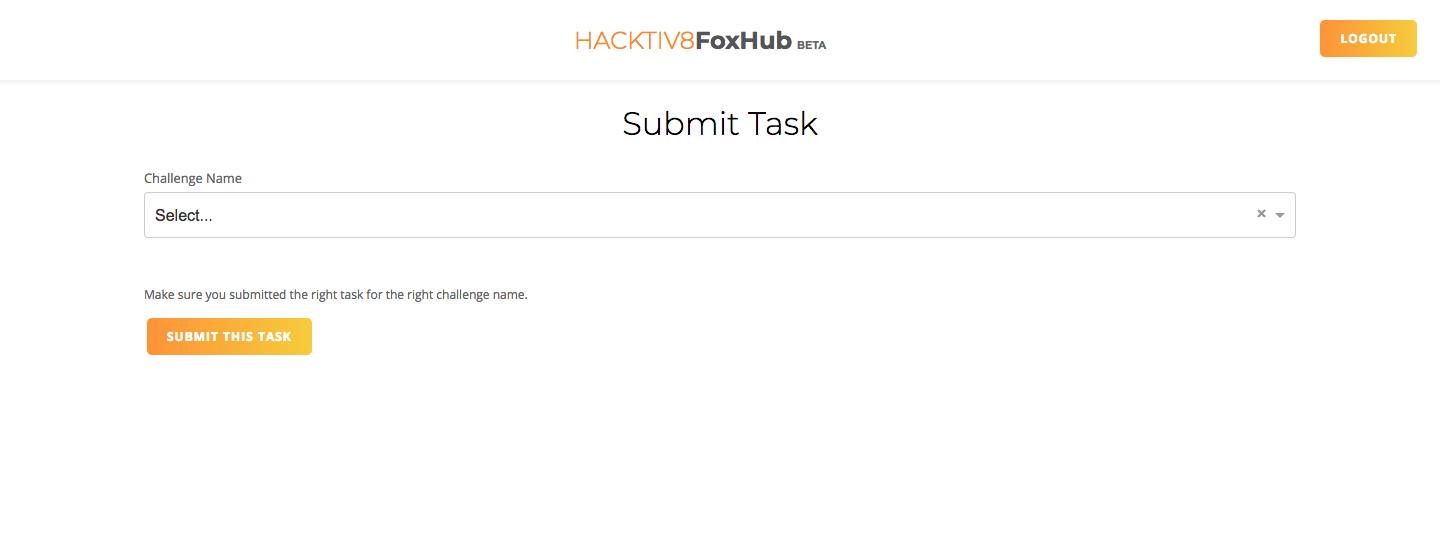 HACKTIV8FoxHub BETA
LOGOUT
Submit Task
Challenge Name
Select...
Make sure you submitted the right task for the right challenge name.
SUBMIT THIS TASK